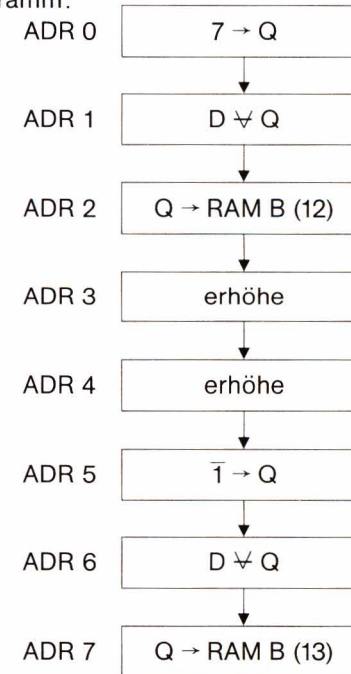 ADR 0 7 → Q
ADR 1 D ⊻ Q
ADR 2 Q → RAM B (12)
ADR 3 erhöhe
ADR 4 erhöhe
ADR 5 1̅ → Q
ADR 6 D ⊻ Q
ADR 7 Q → RAM B (13)